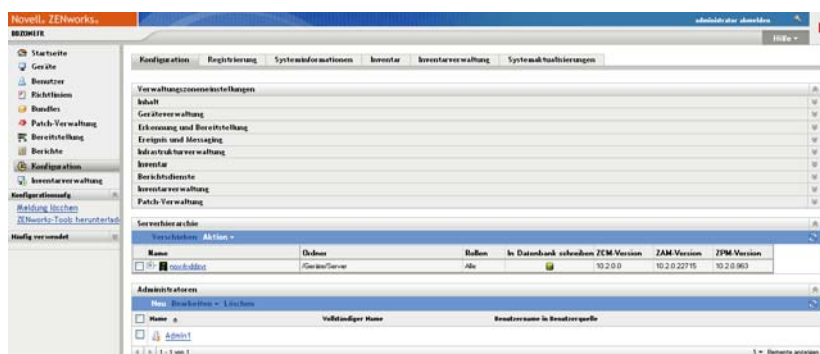 Novell. ZENworks.
administrator abmelden
Hilfe
Startseite
Geräte
Benutzer
Richtlinien
Bundles
Patch-Verwaltung
Bereitstellung
Berichte
Konfiguration
Inventarverwaltung
Meldung löschen
ZENworks-Tools herunterlad
Häufig verwendet
Konfiguration Registrierung Systeminformationen Inventar Inventarverwaltung Systemaktualisierungen
Verwaltungszoneneinstellungen
Inhalt
Geräteverwaltung
Erkennung und Bereitstellung
Ereignis und Messaging
Infrastrukturverwaltung
Inventar
Berichtsdienste
Inventarverwaltung
Patch-Verwaltung
Serverhierarchie
Verschieben Aktion
Name Ordner Rollen In Datenbank schreiben ZCM-Version ZAM-Version ZPM-Version
/Geräte/Server Alle 10.2.0.0 10.2.0.22715 10.2.0.963
Administratoren
Neu Bearbeiten Löschen
Name Vollständiger Name Benutzername in Benutzerquelle
Admin1
1 - 1 von 1
Elemente anzeigen